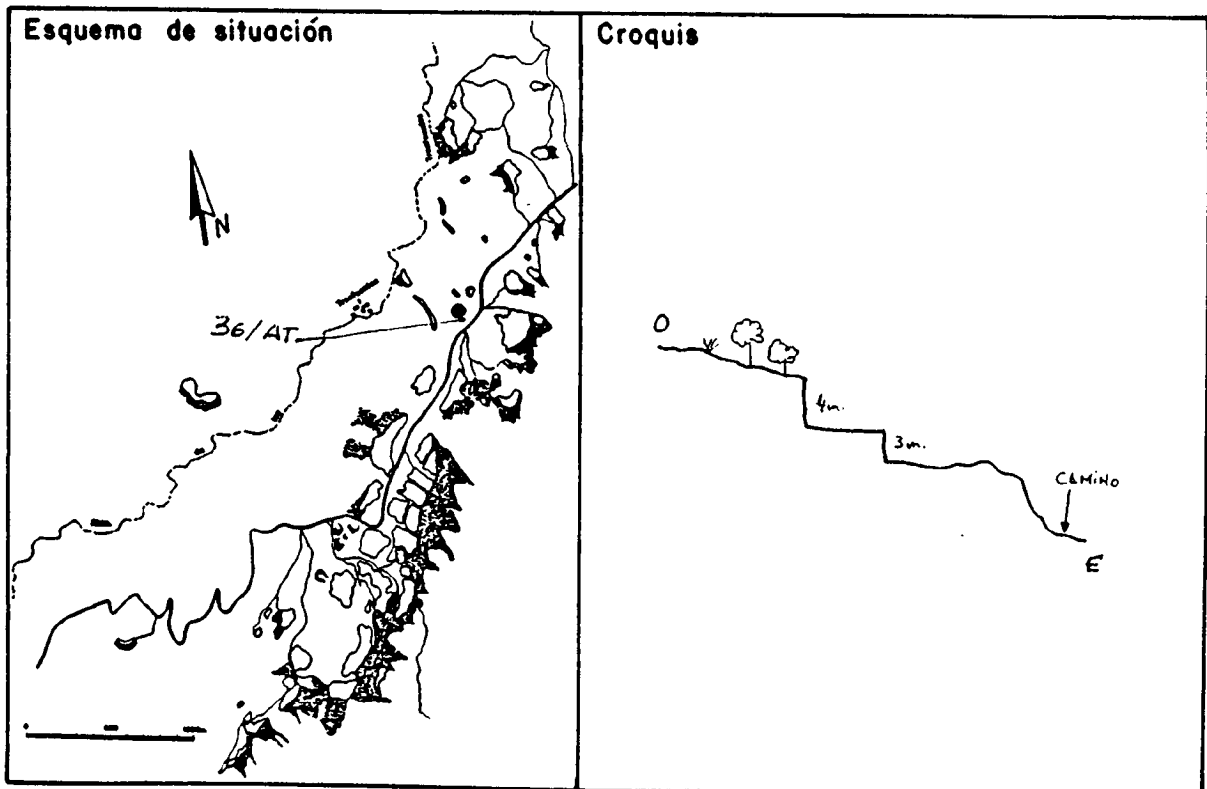 Esquema de situación
N
36/AT
Croquis
O
4m.
3m.
CAMINO
E